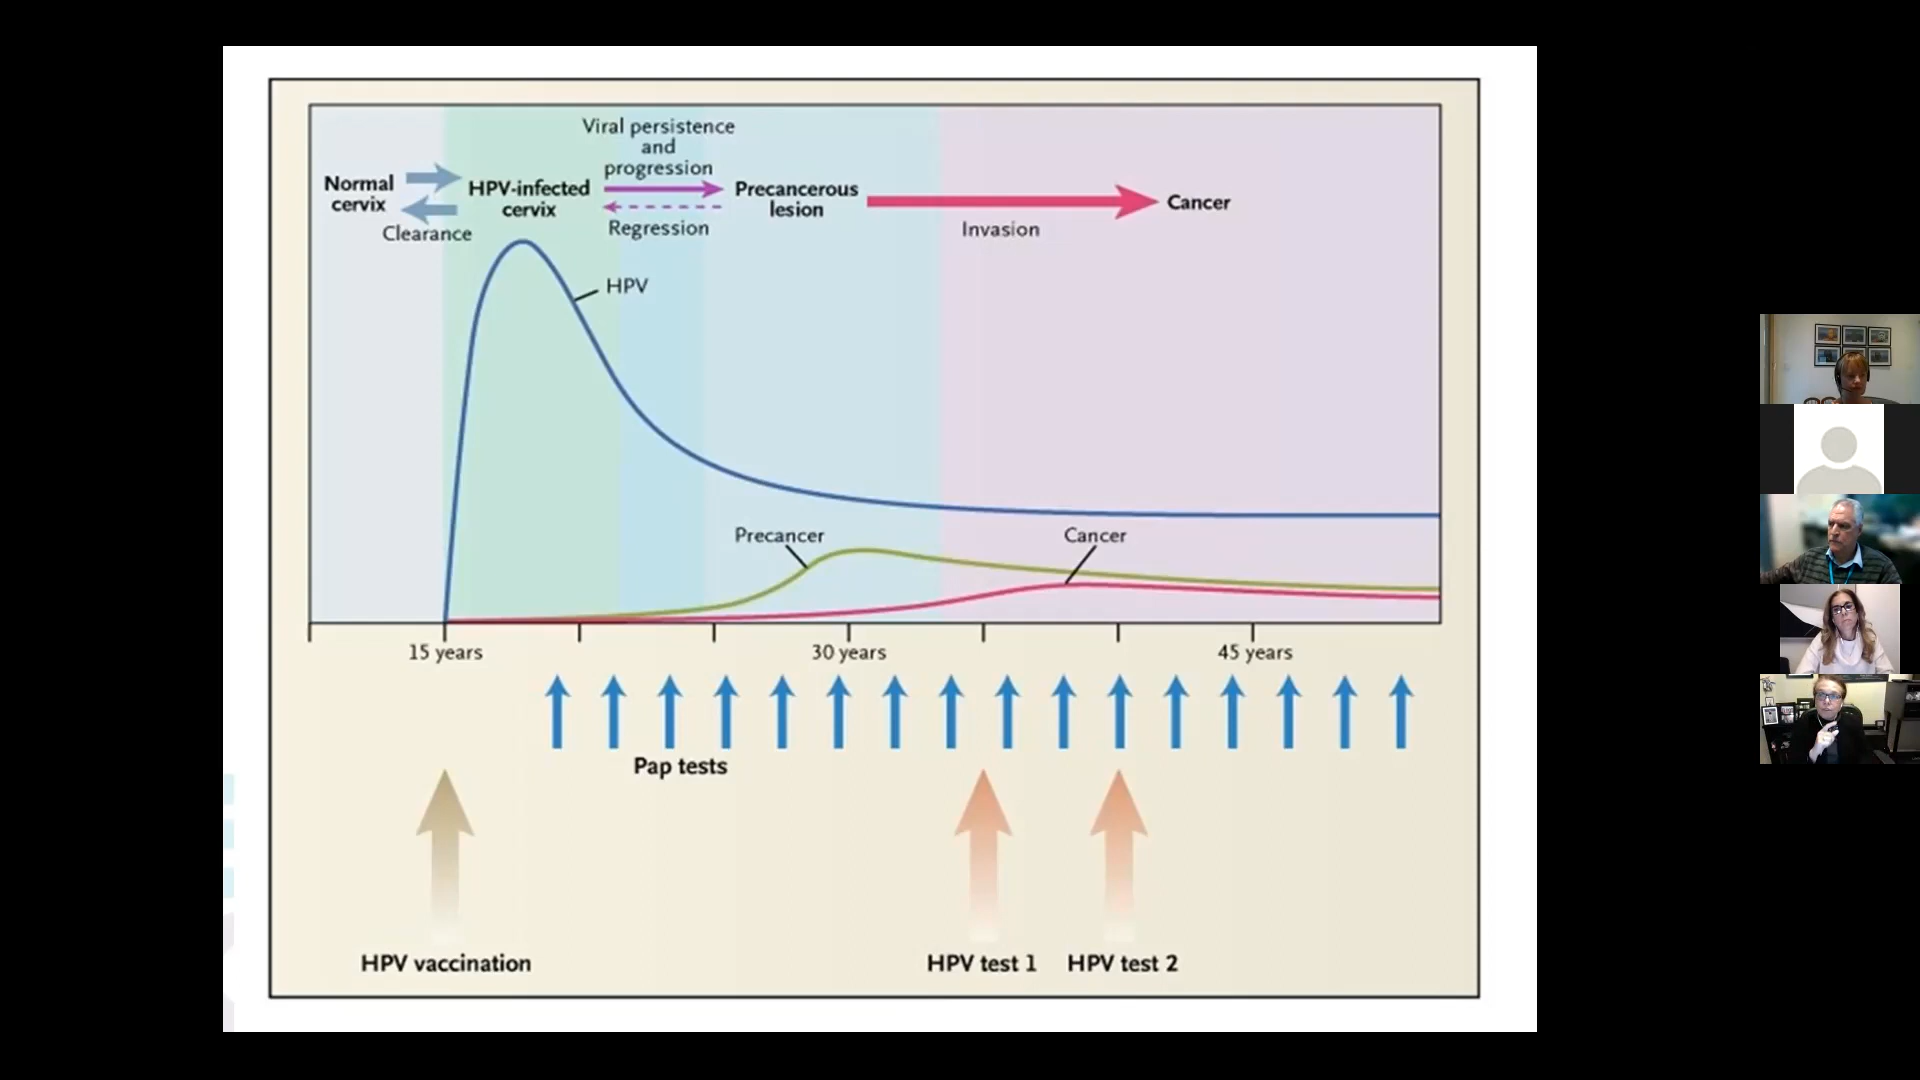 Viral persistence
and
progression
Normal
cervix
HPV-infected
cervix
Precancerous
lesion
Cancer
Clearance
Regression
Invasion
HPV
Precancer
Cancer
15 years
30 years
45 years
Pap tests
HPV vaccination
HPV test 1
HPV test 2